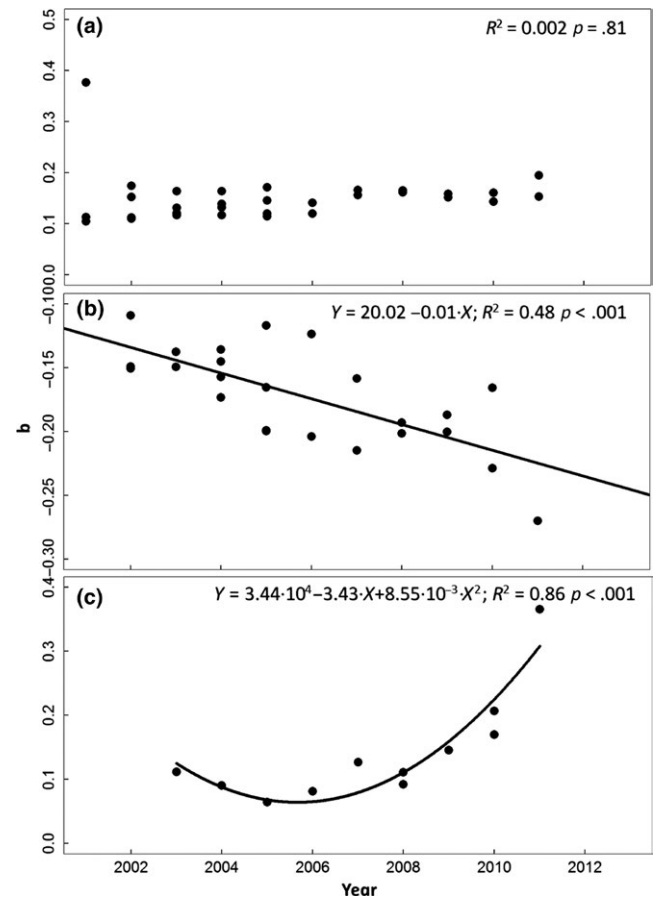 (a)
R² = 0.002 p = .81
0.5
0.4
0.3
0.2
0.1
0.0
(b)
Y = 20.02 −0.01·X; R² = 0.48 p < .001
−0.100
−0.15
−0.20
−0.25
−0.30
b
(c)
Y = 3.44·10⁴−3.43·X+8.55·10⁻³·X²; R² = 0.86 p < .001
0.4
0.3
0.2
0.1
0.0
2002 2004 2006 2008 2010 2012
Year